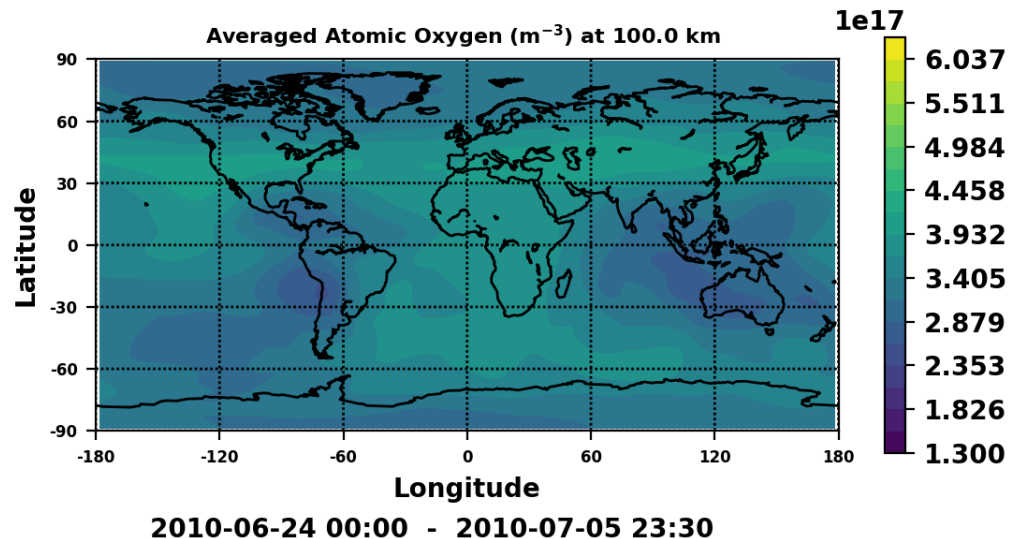 1e17
Averaged Atomic Oxygen (m⁻³) at 100.0 km
90
60
30
0
-30
-60
-90
Latitude
-180 -120 -60 0 60 120 180
Longitude
2010-06-24 00:00 - 2010-07-05 23:30
6.037
5.511
4.984
4.458
3.932
3.405
2.879
2.353
1.826
1.300